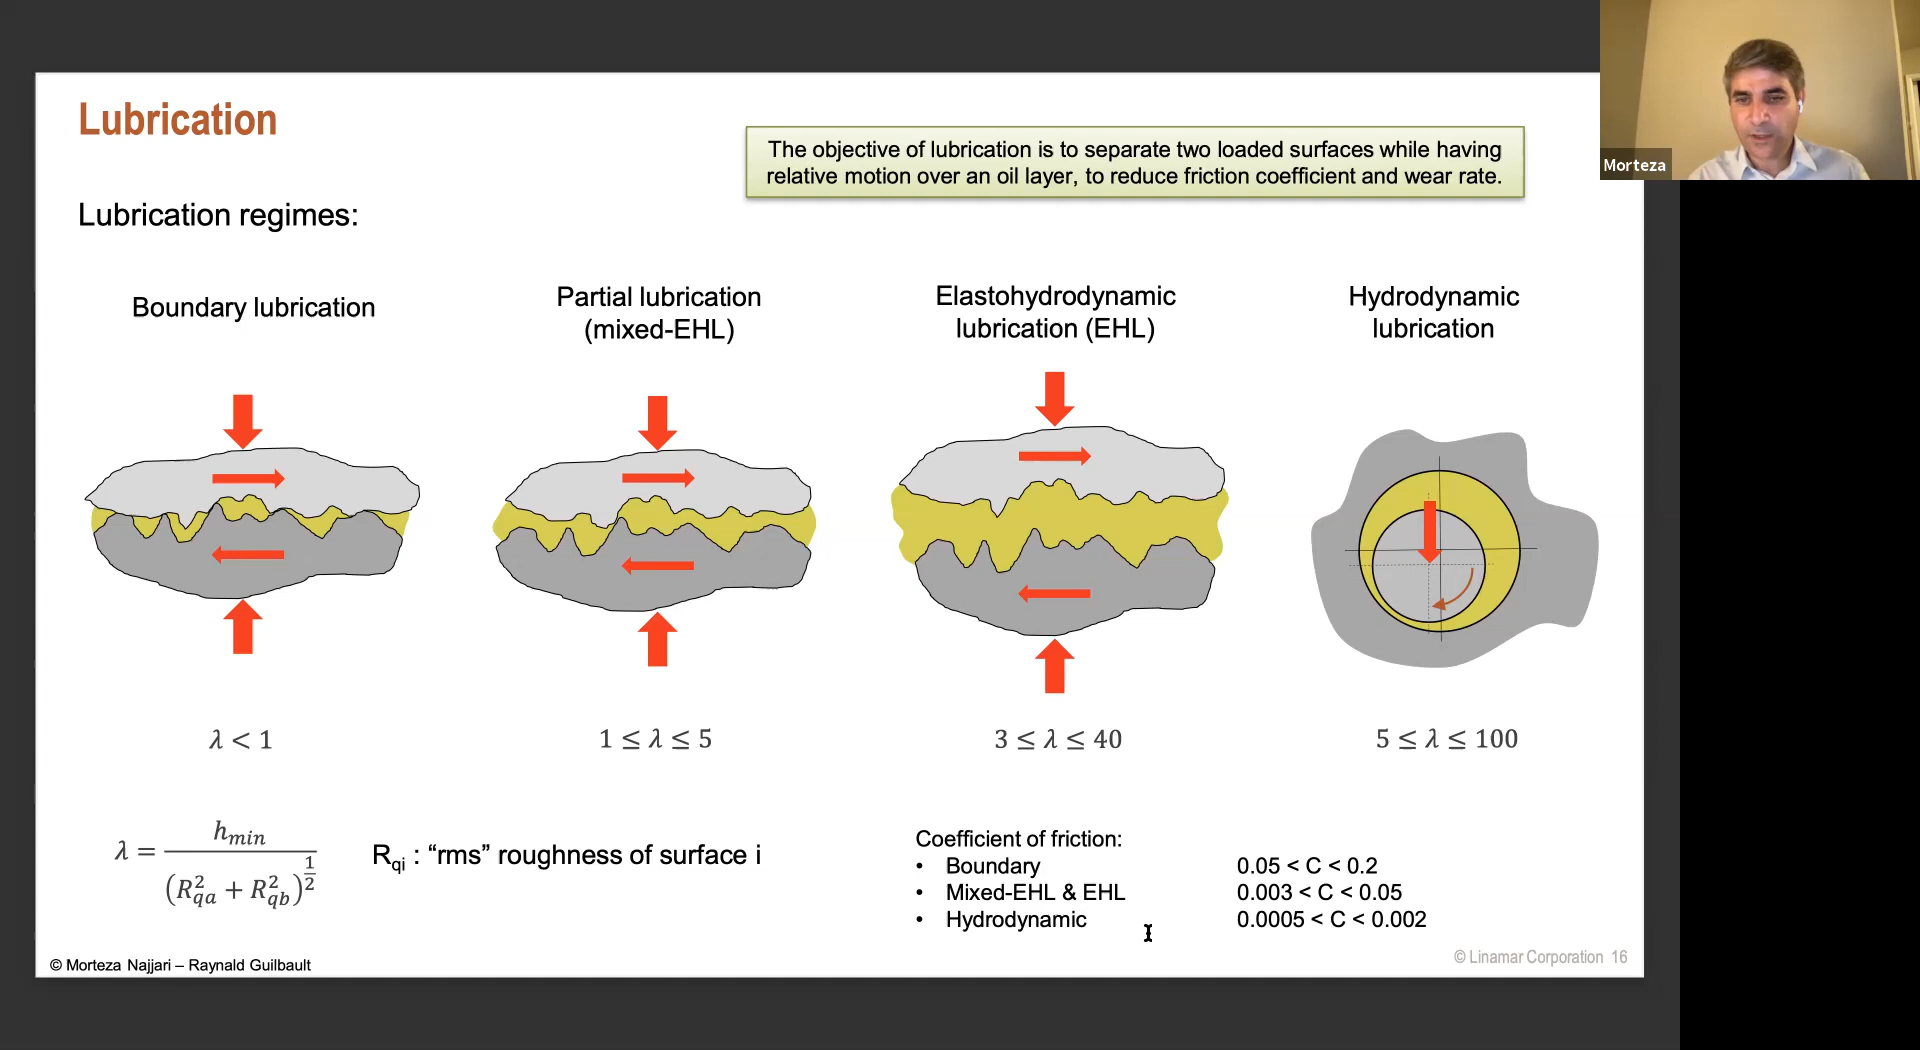 Lubrication
The objective of lubrication is to separate two loaded surfaces while having
relative motion over an oil layer, to reduce friction coefficient and wear rate.
Morteza
Lubrication regimes:
Boundary lubrication
Partial lubrication
(mixed-EHL)
Elastohydrodynamic
lubrication (EHL)
Hydrodynamic
lubrication
λ < 1
1 ≤ λ ≤ 5
3 ≤ λ ≤ 40
5 ≤ λ ≤ 100
λ = h_min / (R²_qa + R²_qb)^(1/2)
R_qi : “rms” roughness of surface i
Coefficient of friction:
• Boundary 0.05 < C < 0.2
• Mixed-EHL & EHL 0.003 < C < 0.05
• Hydrodynamic 0.0005 < C < 0.002
© Morteza Najjari – Raynald Guilbault
© Linamar Corporation 16